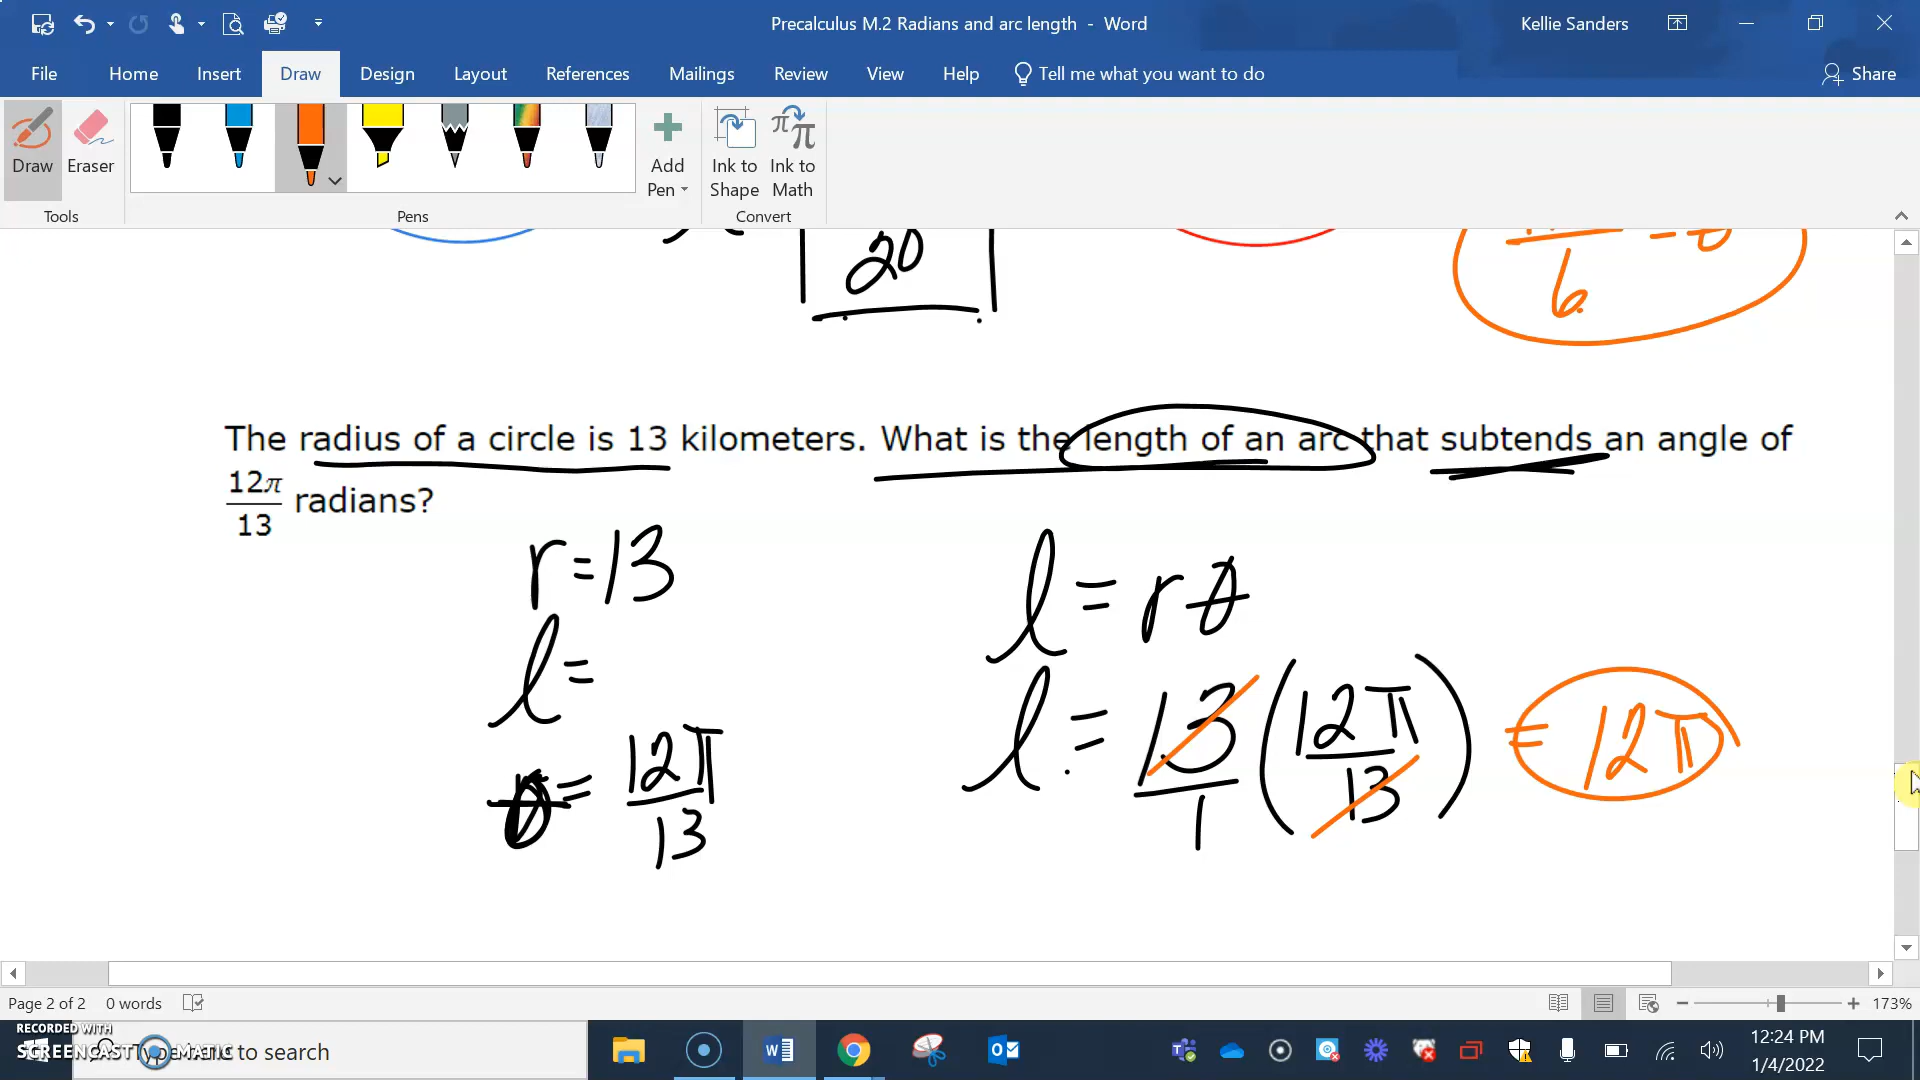 Precalculus M.2 Radians and arc length - Word
Kellie Sanders
File Home Insert Draw Design Layout References Mailings Review View Help Tell me what you want to do Share
Draw Eraser
Add Pen
Ink to Shape
Ink to Math
Tools Pens Convert
20
6
The radius of a circle is 13 kilometers. What is the length of an arc that subtends an angle of
12π/13 radians?
r = 13
l =
θ = 12π/13
l = rθ
l = 13/1 (12π/13) = 12π
Page 2 of 2 0 words 173%
RECORDED WITH
SCREENCAST MATIC
Type here to search
12:24 PM
1/4/2022